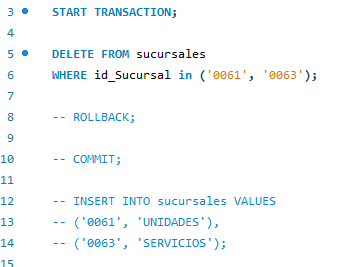 3 START TRANSACTION;
4
5 DELETE FROM sucursales
6 WHERE id_Sucursal in ('0061', '0063');
7
8 -- ROLLBACK;
9
10 -- COMMIT;
11
12 -- INSERT INTO sucursales VALUES
13 -- ('0061', 'UNIDADES'),
14 -- ('0063', 'SERVICIOS');
15